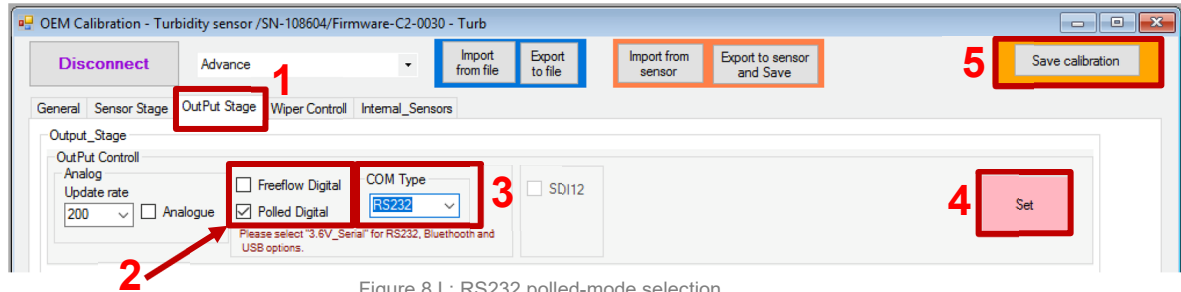 OEM Calibration - Turbidity sensor /SN-108604/Firmware-C2-0030 - Turb
Disconnect
Advance
Import from file
Export to file
Import from sensor
Export to sensor and Save
5
Save calibration
1
General
Sensor Stage
OutPut Stage
Wiper Controll
Internal_Sensors
Output_Stage
OutPut Controll
Analog
Update rate
200
Analogue
Freeflow Digital
Polled Digital
COM Type
RS232
3
SDI12
4
Set
Please select "3.6V_Serial" for RS232, Bluethooth and
USB options.
2
Figure 8.I.: RS232 polled-mode selection